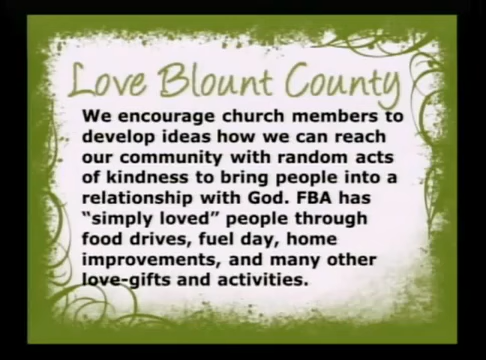 Love Blount County
We encourage church members to
develop ideas how we can reach
our community with random acts
of kindness to bring people into a
relationship with God. FBA has
“simply loved” people through
food drives, fuel day, home
improvements, and many other
love-gifts and activities.